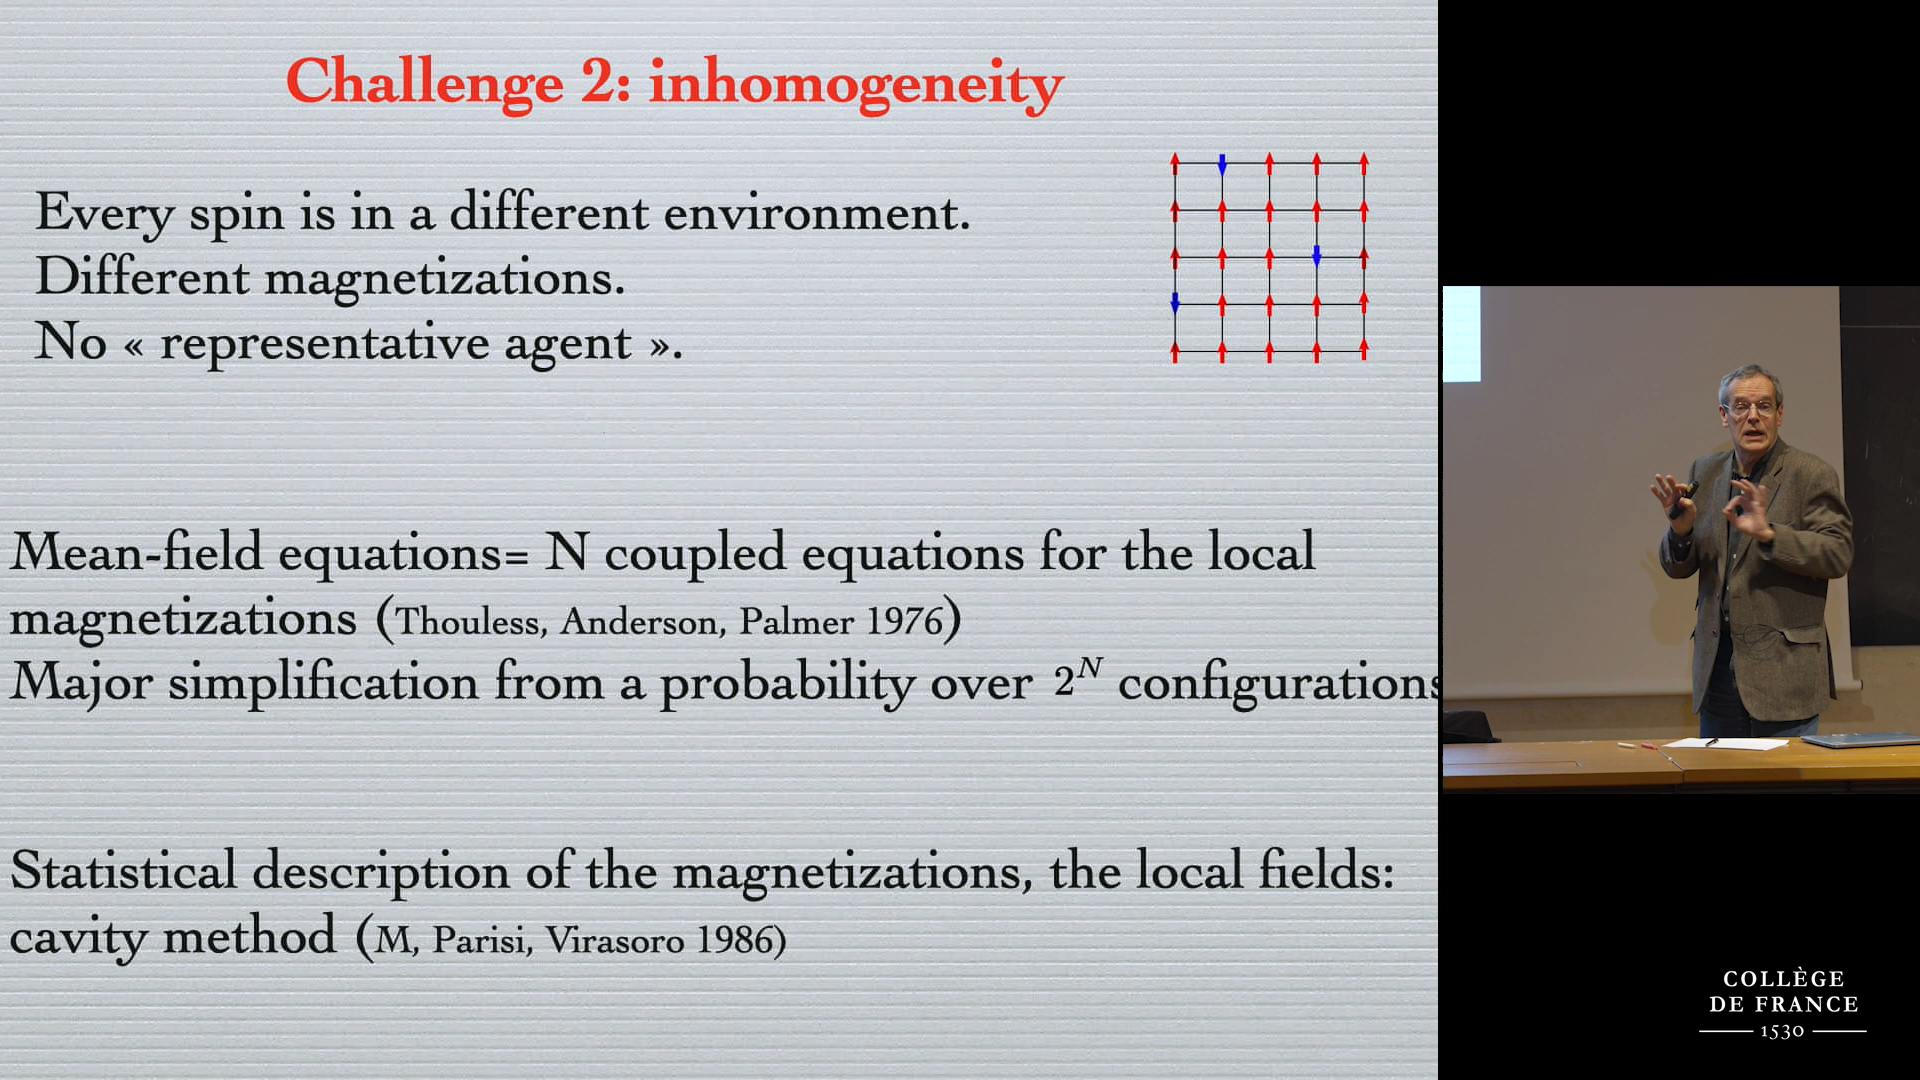 Challenge 2: inhomogeneity
Every spin is in a different environment.
Different magnetizations.
No « representative agent ».
Mean-field equations= N coupled equations for the local
magnetizations (Thouless, Anderson, Palmer 1976)
Major simplification from a probability over 2^N configurations
Statistical description of the magnetizations, the local fields:
cavity method (M, Parisi, Virasoro 1986)
COLLÈGE
DE FRANCE
1530